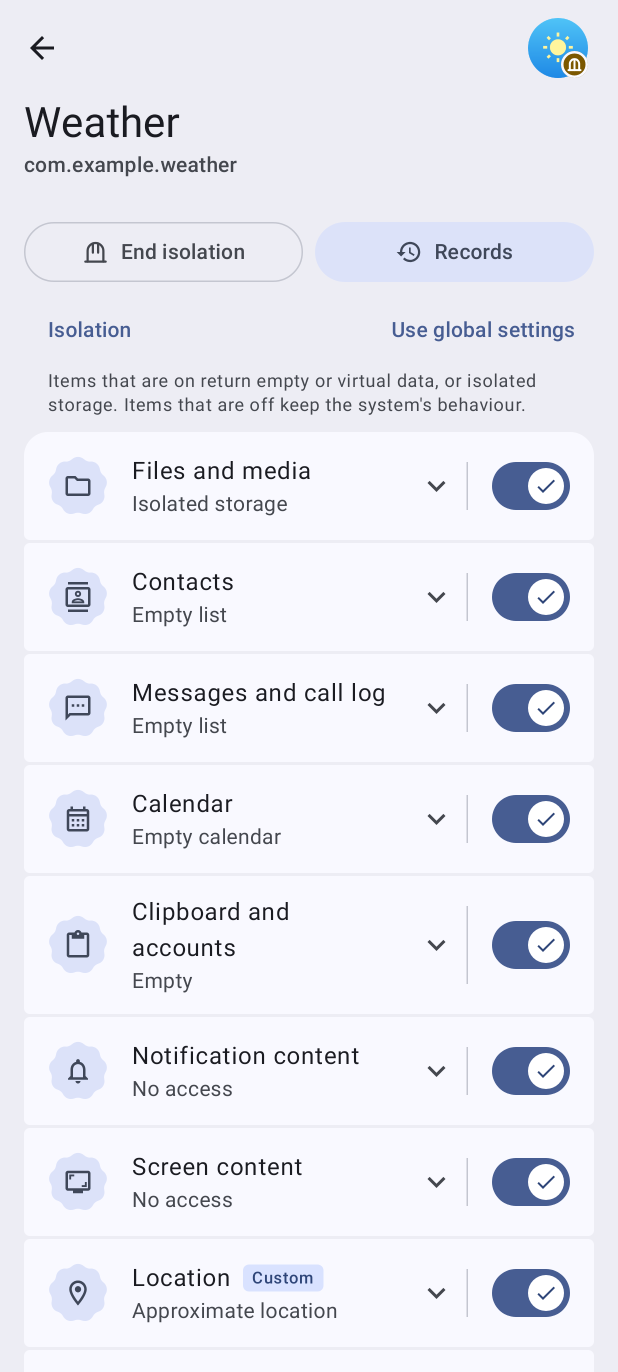 Weather
com.example.weather
End isolation
Records
Isolation
Use global settings
Items that are on return empty or virtual data, or isolated
storage. Items that are off keep the system's behaviour.
Files and media
Isolated storage
Contacts
Empty list
Messages and call log
Empty list
Calendar
Empty calendar
Clipboard and
accounts
Empty
Notification content
No access
Screen content
No access
Location
Custom
Approximate location